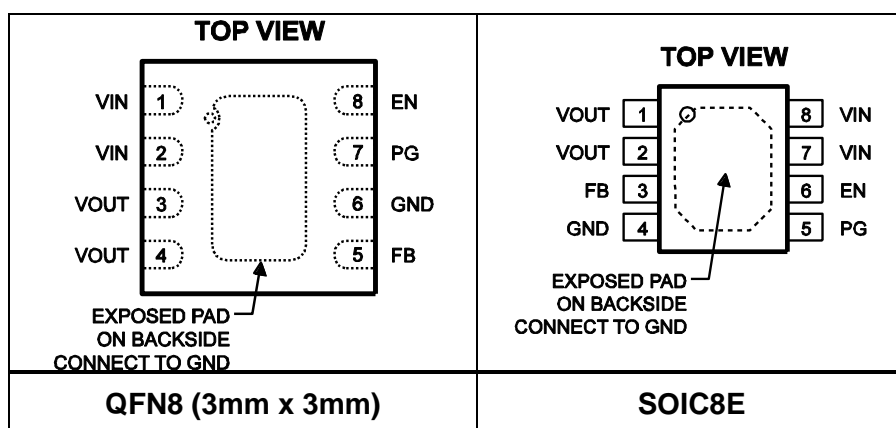 TOP VIEW
VIN 1 8 EN
VIN 2 7 PG
VOUT 3 6 GND
VOUT 4 5 FB
EXPOSED PAD
ON BACKSIDE
CONNECT TO GND
QFN8 (3mm x 3mm)
TOP VIEW
VOUT 1 8 VIN
VOUT 2 7 VIN
FB 3 6 EN
GND 4 5 PG
EXPOSED PAD
ON BACKSIDE
CONNECT TO GND
SOIC8E